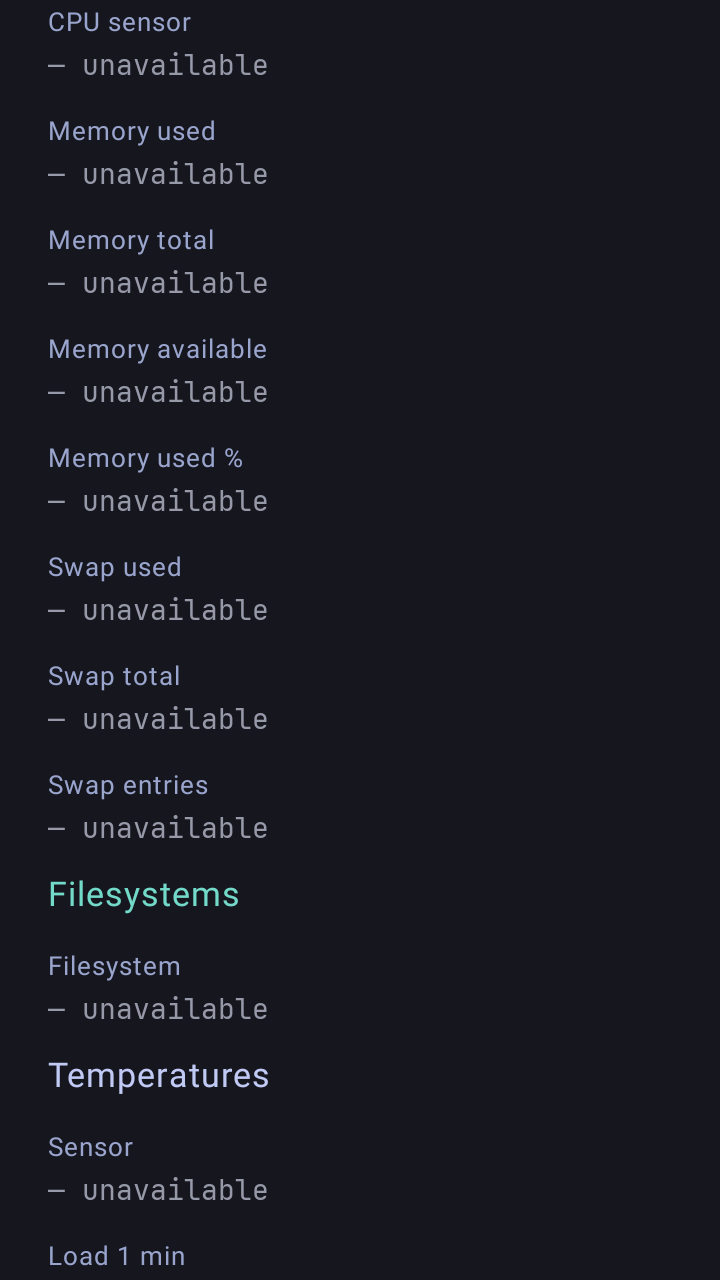 CPU sensor
— unavailable
Memory used
— unavailable
Memory total
— unavailable
Memory available
— unavailable
Memory used %
— unavailable
Swap used
— unavailable
Swap total
— unavailable
Swap entries
— unavailable
Filesystems
Filesystem
— unavailable
Temperatures
Sensor
— unavailable
Load 1 min